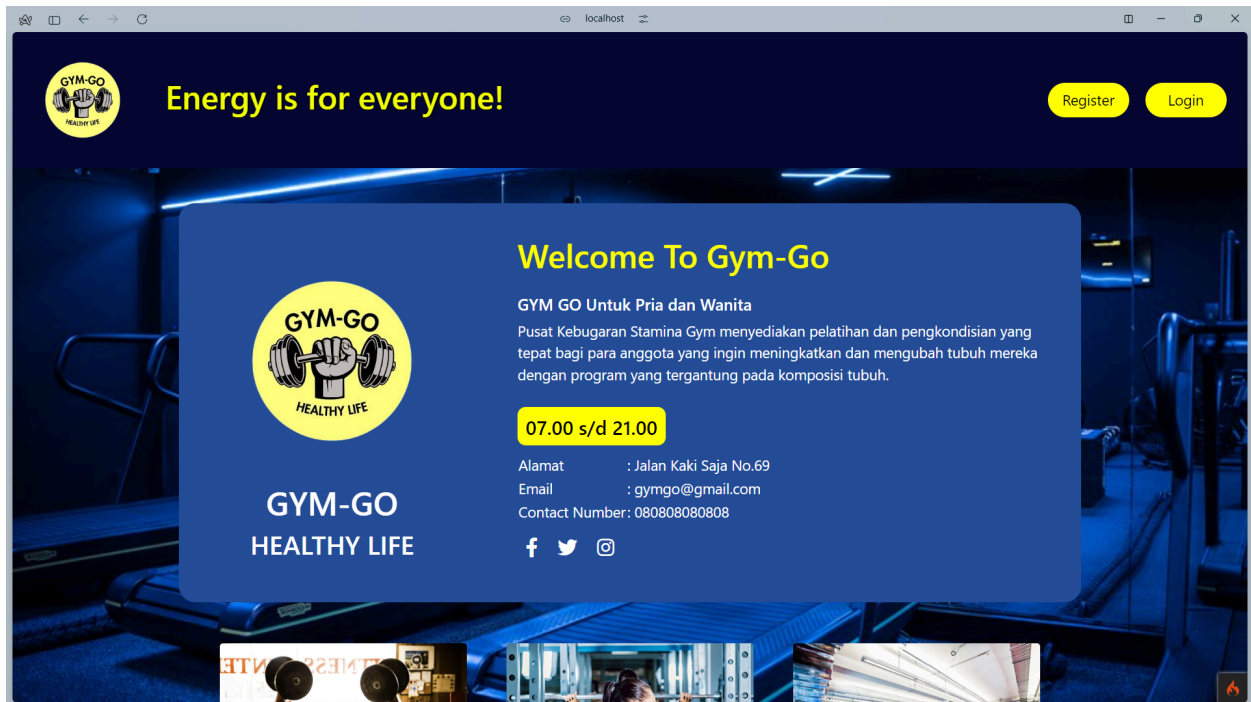 localhost
GYM-GO
HEALTHY LIFE
Energy is for everyone!
Register
Login
GYM-GO
HEALTHY LIFE
GYM-GO
HEALTHY LIFE
Welcome To Gym-Go
GYM GO Untuk Pria dan Wanita
Pusat Kebugaran Stamina Gym menyediakan pelatihan dan pengkondisian yang
tepat bagi para anggota yang ingin meningkatkan dan mengubah tubuh mereka
dengan program yang tergantung pada komposisi tubuh.
07.00 s/d 21.00
Alamat : Jalan Kaki Saja No.69
Email : gymgo@gmail.com
Contact Number : 080808080808